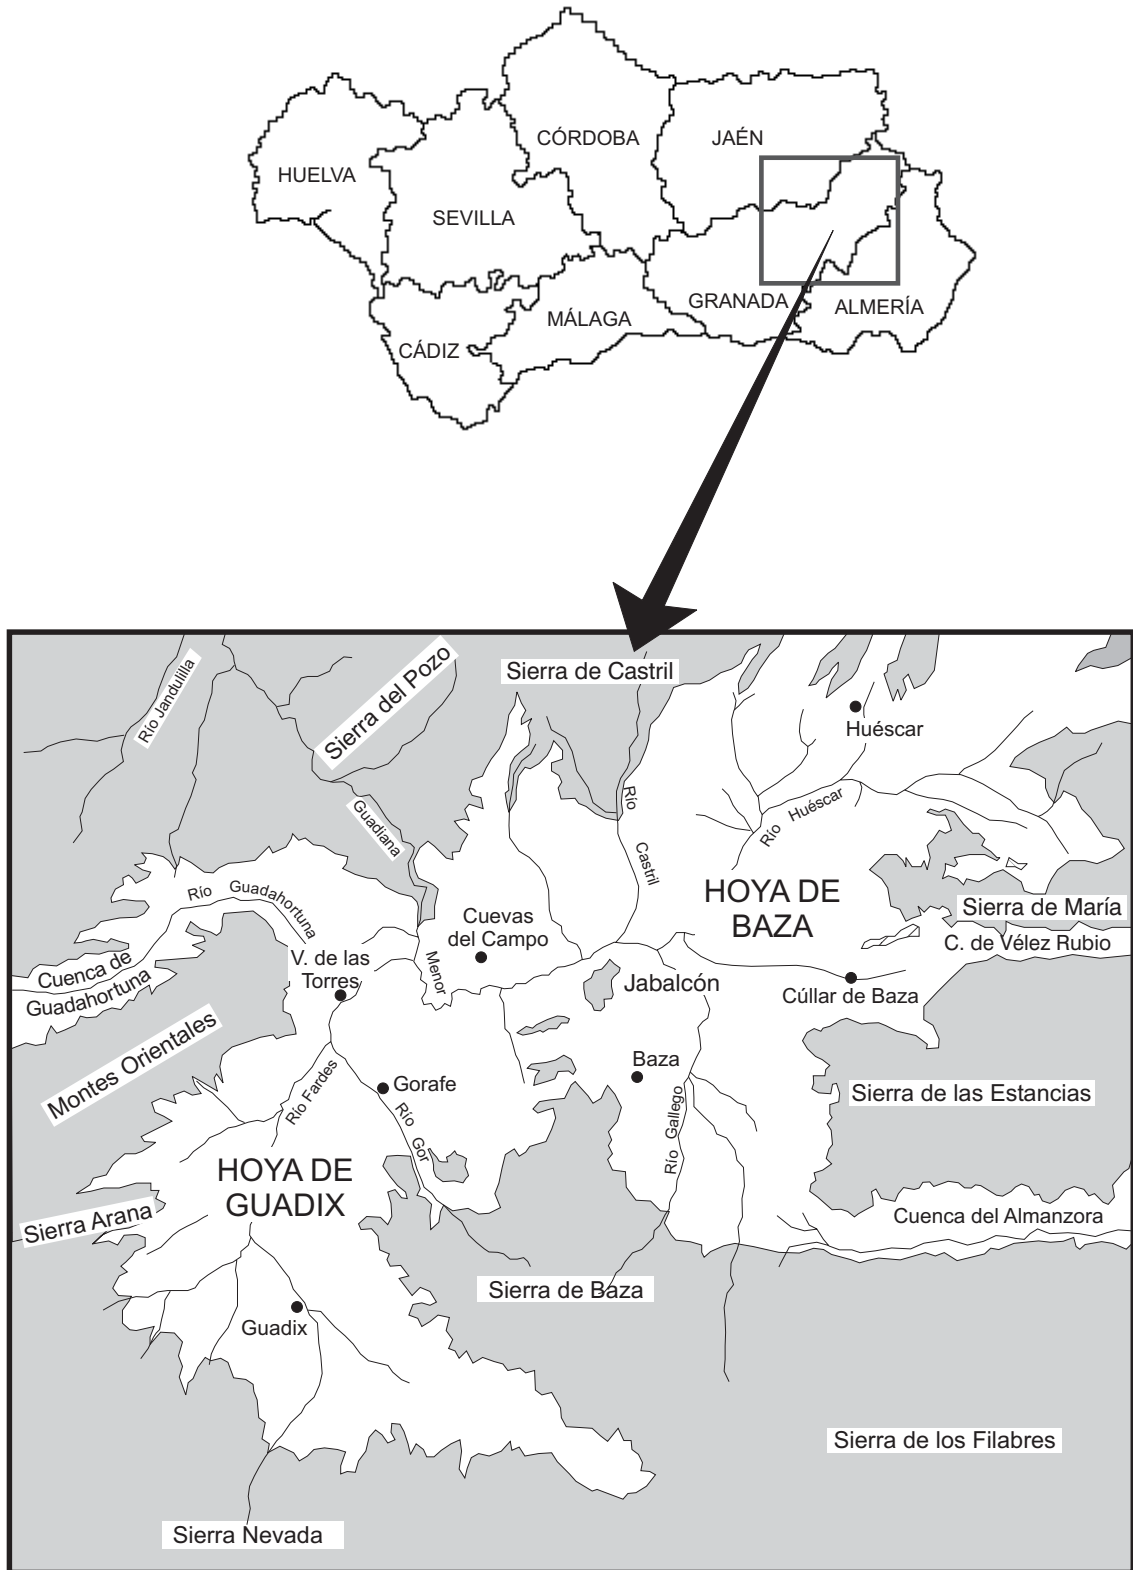 CÓRDOBA
JAÉN
HUELVA
SEVILLA
GRANADA
ALMERÍA
MÁLAGA
CÁDIZ
Río Jandulilla
Sierra del Pozo
Sierra de Castril
Huéscar
Río Huéscar
Guadiana
Menor
Río
Castril
Río Guadahortuna
HOYA DE
BAZA
Sierra de María
C. de Vélez Rubio
Cuevas
del Campo
Cuenca de
Guadahortuna
V. de las
Torres
Jabalcón
Cúllar de Baza
Montes Orientales
Baza
Gorafe
Sierra de las Estancias
Río Fardes
Río Gor
Río Gallego
HOYA DE
GUADIX
Sierra Arana
Cuenca del Almanzora
Sierra de Baza
Guadix
Sierra de los Filabres
Sierra Nevada